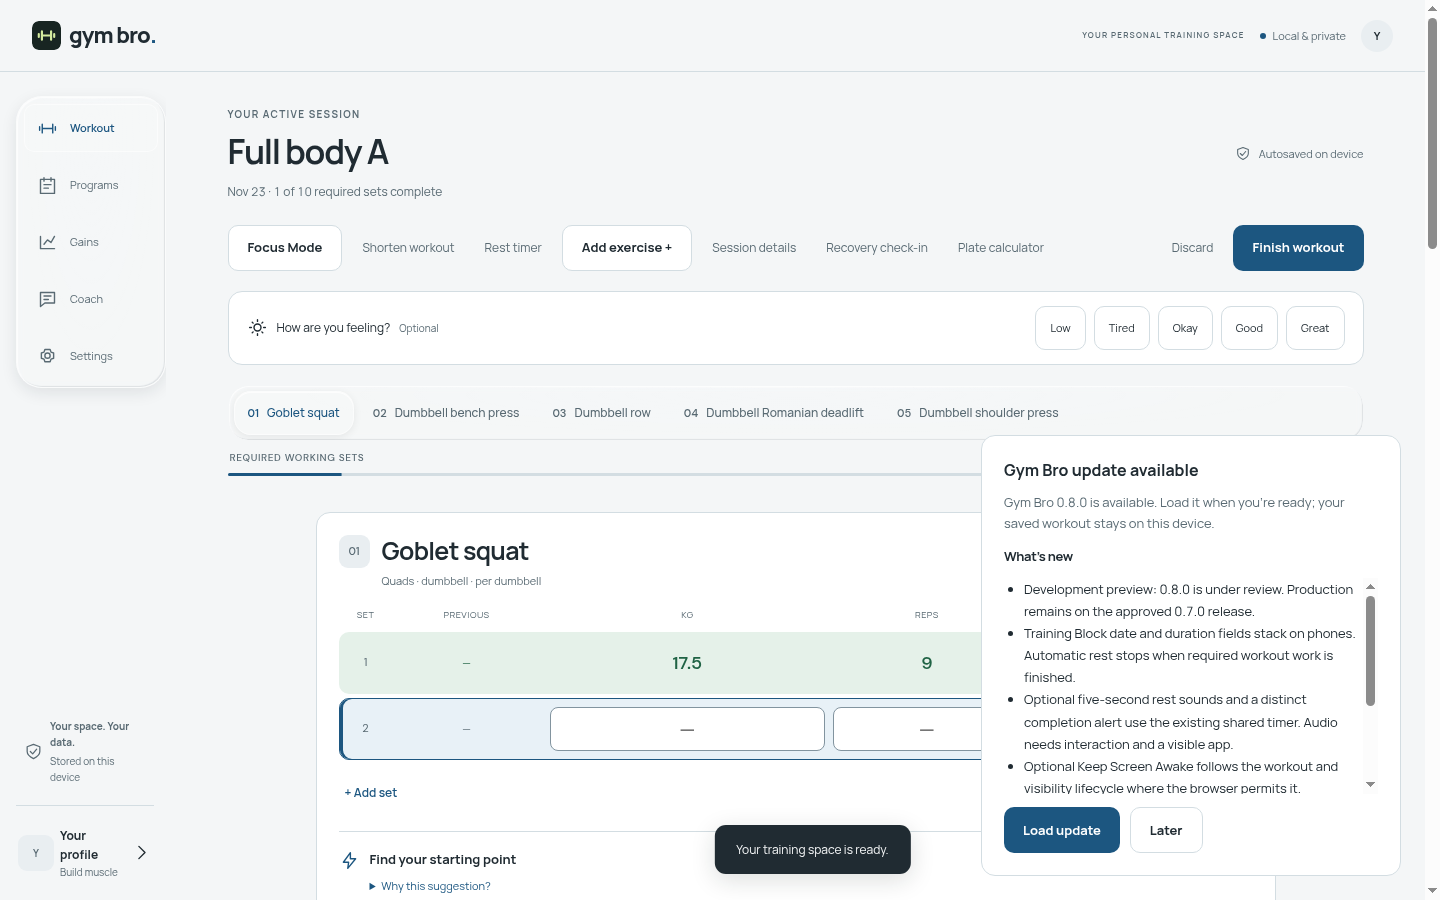 gym bro.
YOUR PERSONAL TRAINING SPACE
Local & private
Y
Workout
Programs
Gains
Coach
Settings
Your space. Your
data.
Stored on this
device
Y
Your
profile
Build muscle
YOUR ACTIVE SESSION
Full body A
Nov 23 · 1 of 10 required sets complete
Autosaved on device
Focus Mode
Shorten workout
Rest timer
Add exercise +
Session details
Recovery check-in
Plate calculator
Discard
Finish workout
How are you feeling? Optional
Low
Tired
Okay
Good
Great
01 Goblet squat
02 Dumbbell bench press
03 Dumbbell row
04 Dumbbell Romanian deadlift
05 Dumbbell shoulder press
REQUIRED WORKING SETS
01
Goblet squat
Quads · dumbbell · per dumbbell
SET PREVIOUS KG REPS
1 — 17.5 9
2 — — —
+ Add set
Find your starting point
▶ Why this suggestion?
Your training space is ready.
Gym Bro update available
Gym Bro 0.8.0 is available. Load it when you're ready; your
saved workout stays on this device.
What's new
• Development preview: 0.8.0 is under review. Production
remains on the approved 0.7.0 release.
• Training Block date and duration fields stack on phones.
Automatic rest stops when required workout work is
finished.
• Optional five-second rest sounds and a distinct
completion alert use the existing shared timer. Audio
needs interaction and a visible app.
• Optional Keep Screen Awake follows the workout and
visibility lifecycle where the browser permits it.
Load update
Later